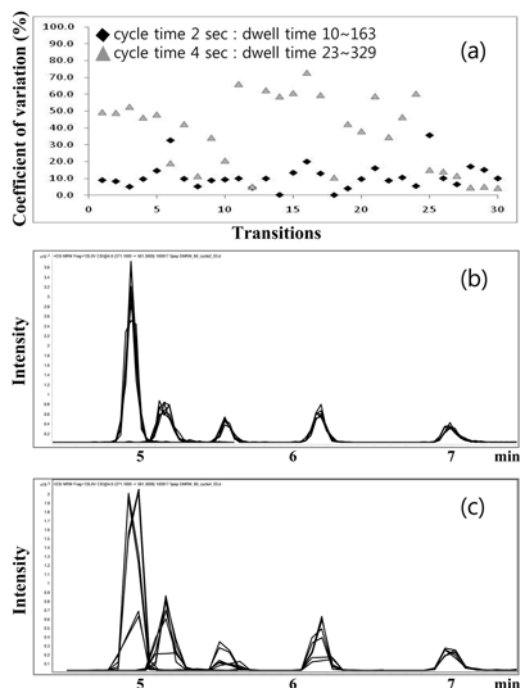 Coefficient of variation (%)
100.0
90.0
80.0
70.0
60.0
50.0
40.0
30.0
20.0
10.0
0.0
◆ cycle time 2 sec : dwell time 10~163
▲ cycle time 4 sec : dwell time 23~329
(a)
0 5 10 15 20 25 30
Transitions
(b)
Intensity
5 6 7 min
(c)
Intensity
5 6 7 min